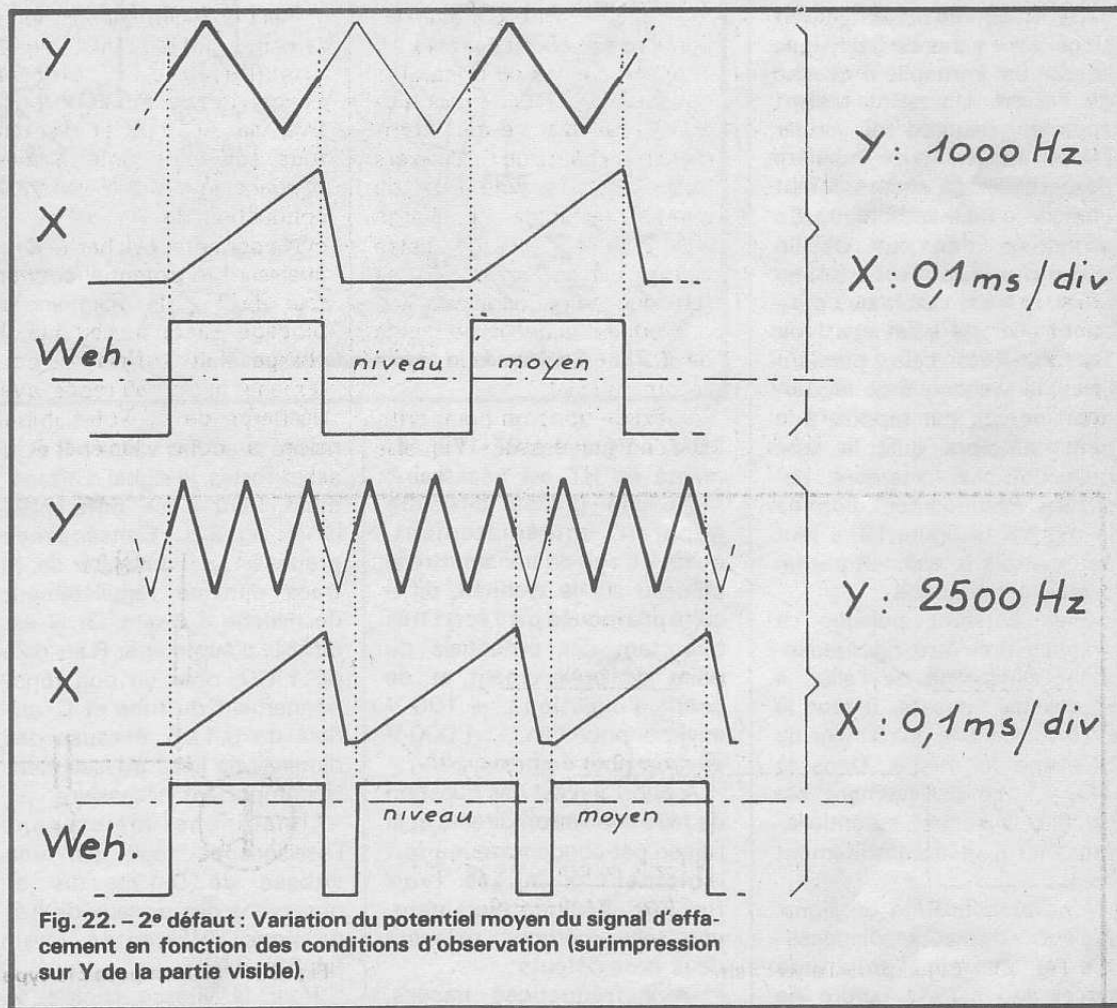 Y
Y: 1000 Hz
X
X: 0,1 ms/div
Weh.
niveau moyen
Y
Y: 2500 Hz
X
X: 0,1 ms/div
Weh.
niveau moyen
Fig. 22. - 2e défaut : Variation du potentiel moyen du signal d'effa-
cement en fonction des conditions d'observation (surimpression
sur Y de la partie visible).